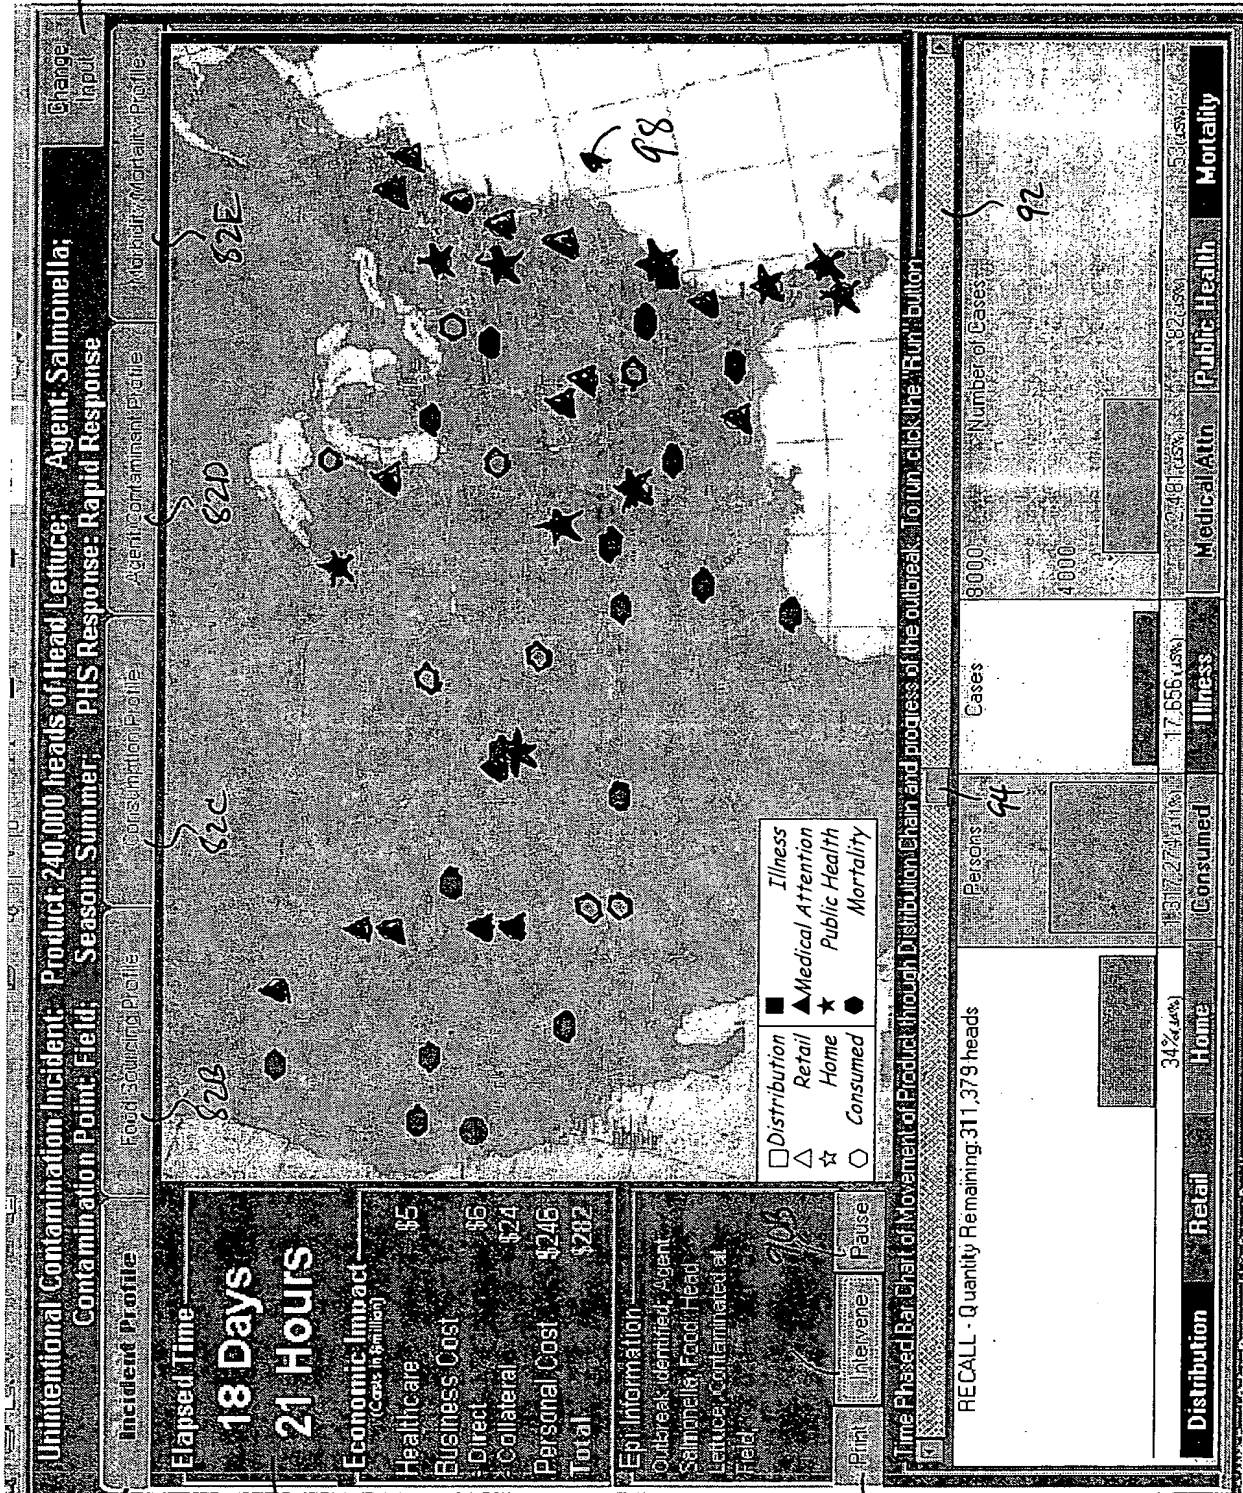 Unintentional Contamination Incident: Product: 240,000 heads of Head Lettuce; Agent: Salmonella;
Contamination Point: Field; Season: Summer; PHS Response: Rapid Response
Change
Input
Incident Profile
Food Sourcing Profile
Consumption Profile
Agent/Contaminant Profile
Morbidity/Mortality Profile
82B
82C
82D
82E
Elapsed Time
18 Days
21 Hours
Economic Impact
(Costs in $million)
Healthcare $5
Business Cost
Direct $6
Collateral $24
Personal Cost $246
Total $282
Epi Information
Outbreak Identified; Agent
Salmonella; Food Head
Lettuce; Contaminated at
Field;
Print
Intervene
Pause
98
Distribution
Retail
Home
Consumed
Illness
Medical Attention
Public Health
Mortality
Time Phased Bar Chart of Movement of Product through Distribution Chain and progress of the outbreak. To run, click the 'Run' button
RECALL - Quantity Remaining: 311,379 heads
Persons
94
Cases
8000
4000
Number of Cases
92
17,656
Distribution
Retail
Home
Consumed
Illness
Medical Attn
Public Health
Mortality